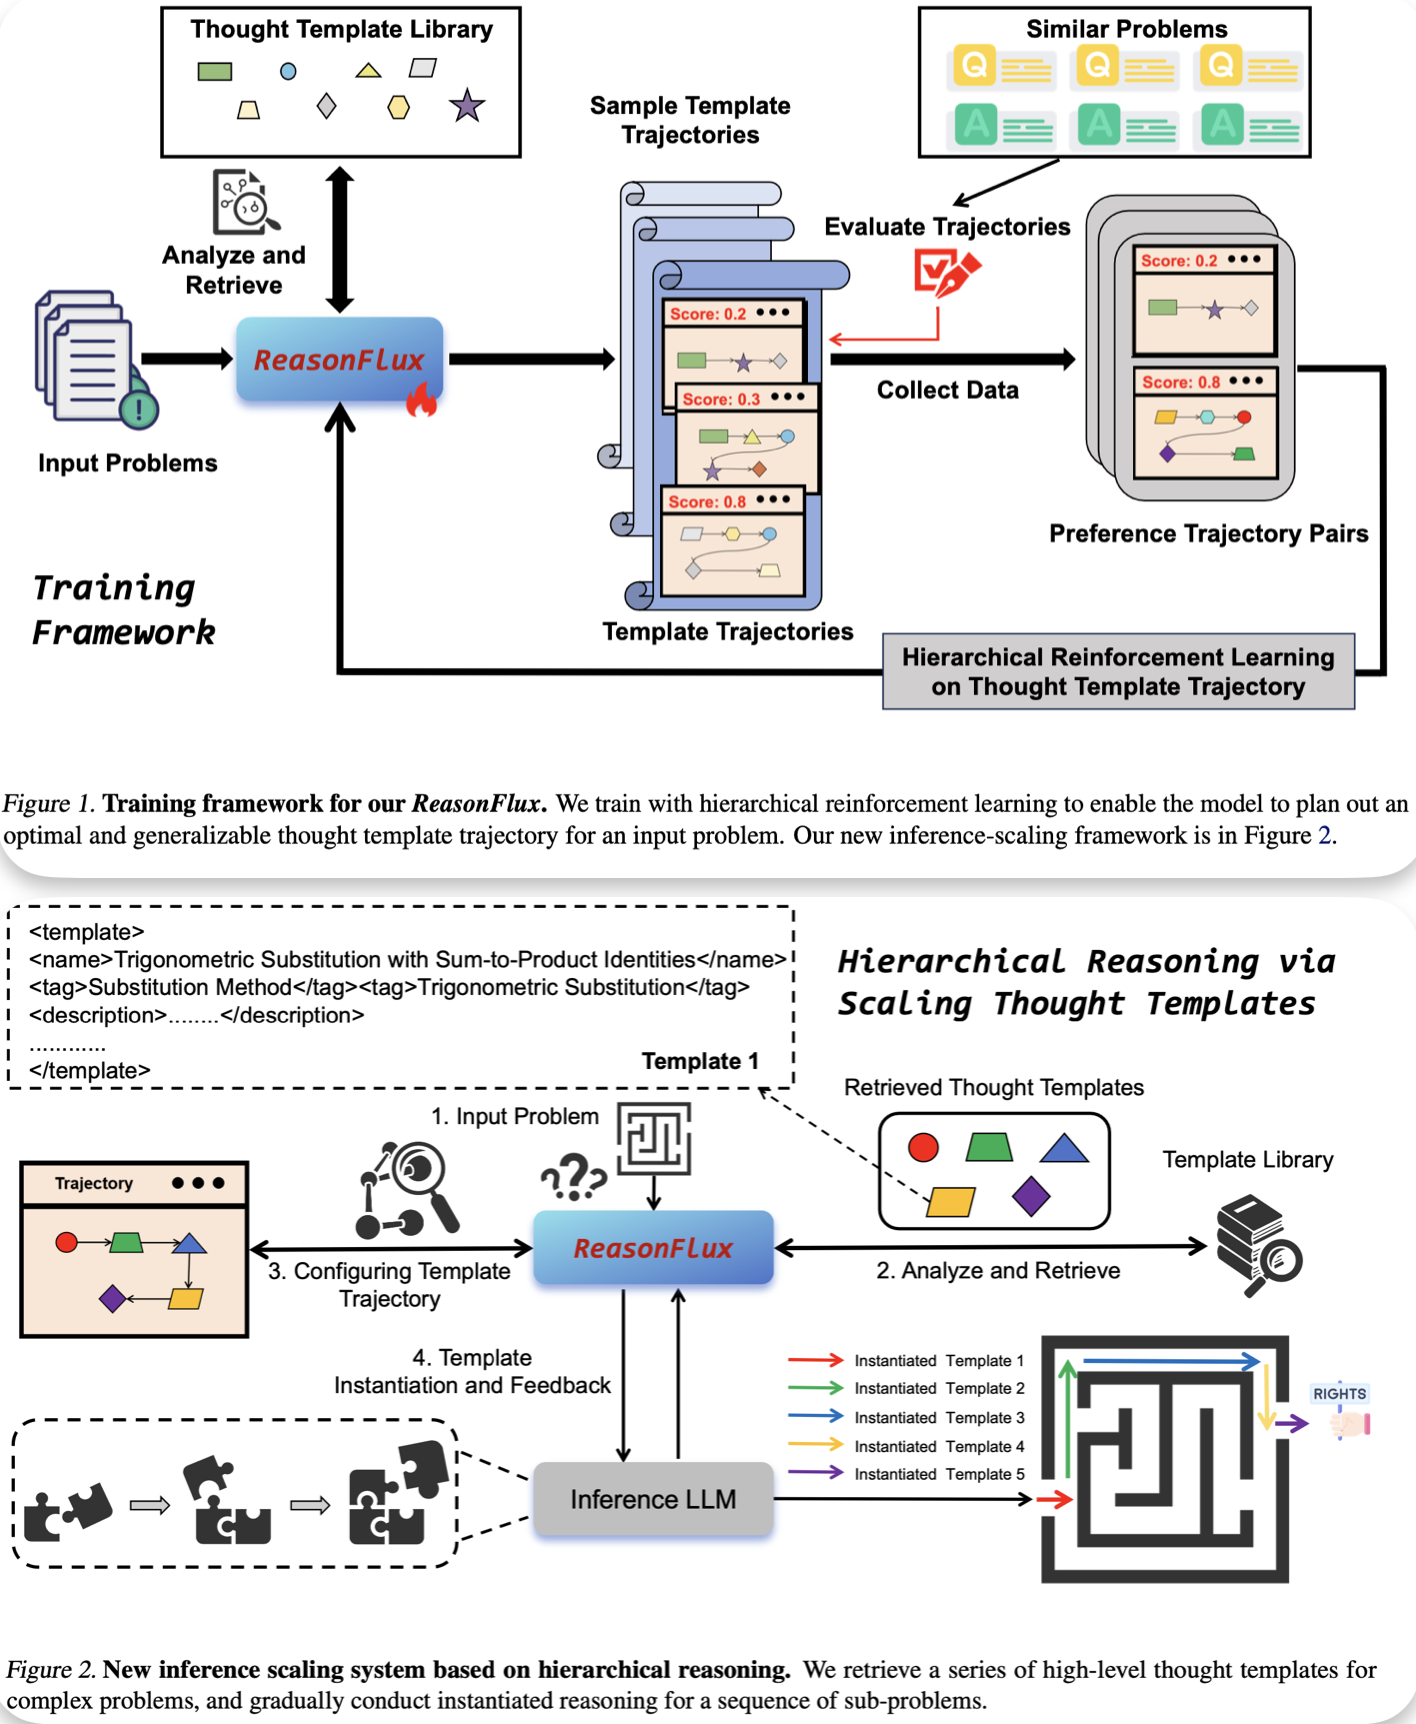 Thought Template Library
Similar Problems
Q Q Q
A A A
Sample Template
Trajectories
Analyze and
Retrieve
Evaluate Trajectories
Score: 0.2
Score: 0.3
Score: 0.8
Score: 0.2
Score: 0.8
ReasonFlux
Collect Data
Input Problems
!
Preference Trajectory Pairs
Template Trajectories
Training
Framework
Hierarchical Reinforcement Learning
on Thought Template Trajectory
Figure 1. Training framework for our ReasonFlux. We train with hierarchical reinforcement learning to enable the model to plan out an
optimal and generalizable thought template trajectory for an input problem. Our new inference-scaling framework is in Figure 2.
<template>
<name>Trigonometric Substitution with Sum-to-Product Identities</name>
<tag>Substitution Method</tag><tag>Trigonometric Substitution</tag>
<description>........</description>
............
</template>
Template 1
Hierarchical Reasoning via
Scaling Thought Templates
Retrieved Thought Templates
1. Input Problem
???
Template Library
Trajectory
ReasonFlux
2. Analyze and Retrieve
3. Configuring Template
Trajectory
4. Template
Instantiation and Feedback
Instantiated Template 1
Instantiated Template 2
Instantiated Template 3
Instantiated Template 4
Instantiated Template 5
RIGHTS
Inference LLM
Figure 2. New inference scaling system based on hierarchical reasoning. We retrieve a series of high-level thought templates for
complex problems, and gradually conduct instantiated reasoning for a sequence of sub-problems.